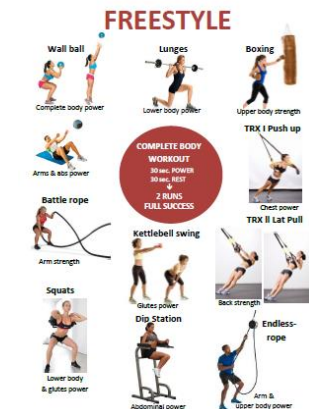 FREESTYLE
Wall ball
Complete body power
Lunges
Lower body power
Boxing
Upper body strength
Arms & abs power
COMPLETE BODY
WORKOUT
30 sec. POWER
30 sec. REST
↓
2 RUNS
FULL SUCCESS
TRX I Push up
Chest power
Battle rope
Arm strength
Kettlebell swing
Glutes power
TRX II Lat Pull
Back strength
Squats
Lower body
& glutes power
Dip Station
Abdominal power
Endless-
rope
Arm &
upper body power